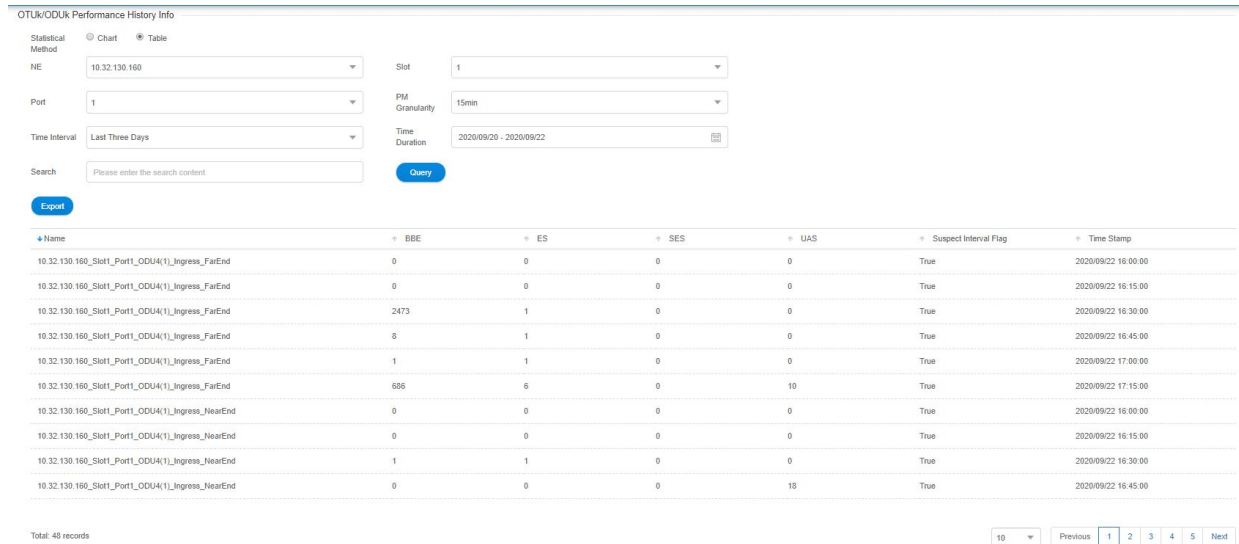 OTUk/ODUk Performance History Info
Statistical Method Chart Table
NE 10.32.130.160 Slot 1
Port 1 PM Granularity 15min
Time Interval Last Three Days Time Duration 2020/09/20 - 2020/09/22
Search Please enter the search content Query
Export
Name BBE ES SES UAS Suspect Interval Flag Time Stamp
10.32.130.160_Slot1_Port1_ODU4(1)_Ingress_FarEnd 0 0 0 0 True 2020/09/22 16:00:00
10.32.130.160_Slot1_Port1_ODU4(1)_Ingress_FarEnd 0 0 0 0 True 2020/09/22 16:15:00
10.32.130.160_Slot1_Port1_ODU4(1)_Ingress_FarEnd 2473 1 0 0 True 2020/09/22 16:30:00
10.32.130.160_Slot1_Port1_ODU4(1)_Ingress_FarEnd 8 1 0 0 True 2020/09/22 16:45:00
10.32.130.160_Slot1_Port1_ODU4(1)_Ingress_FarEnd 1 1 0 0 True 2020/09/22 17:00:00
10.32.130.160_Slot1_Port1_ODU4(1)_Ingress_FarEnd 686 6 0 10 True 2020/09/22 17:15:00
10.32.130.160_Slot1_Port1_ODU4(1)_Ingress_NearEnd 0 0 0 0 True 2020/09/22 16:00:00
10.32.130.160_Slot1_Port1_ODU4(1)_Ingress_NearEnd 0 0 0 0 True 2020/09/22 16:15:00
10.32.130.160_Slot1_Port1_ODU4(1)_Ingress_NearEnd 1 1 0 0 True 2020/09/22 16:30:00
10.32.130.160_Slot1_Port1_ODU4(1)_Ingress_NearEnd 0 0 0 18 True 2020/09/22 16:45:00
Total: 48 records 10 Previous 1 2 3 4 5 Next